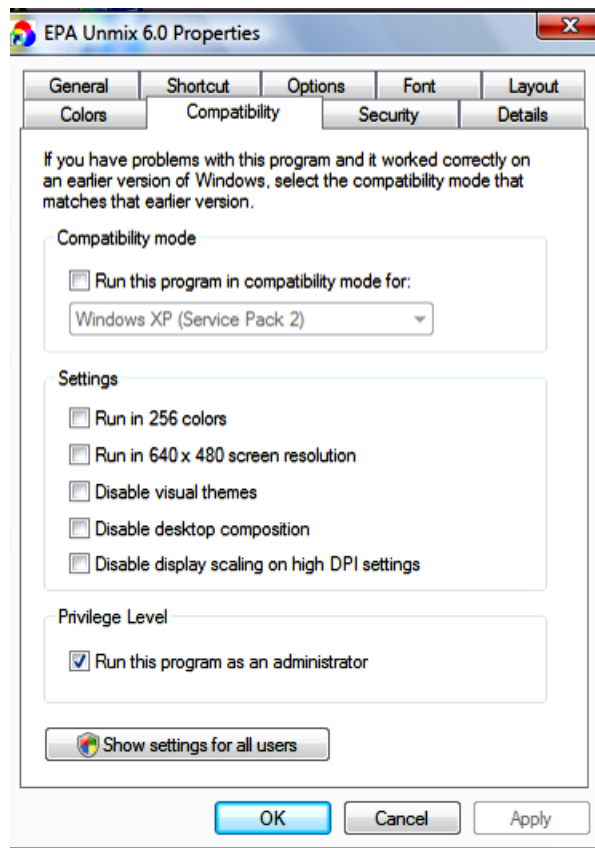 EPA Unmix 6.0 Properties
General Shortcut Options Font Layout
Colors Compatibility Security Details
If you have problems with this program and it worked correctly on
an earlier version of Windows, select the compatibility mode that
matches that earlier version.
Compatibility mode
Run this program in compatibility mode for:
Windows XP (Service Pack 2)
Settings
Run in 256 colors
Run in 640 x 480 screen resolution
Disable visual themes
Disable desktop composition
Disable display scaling on high DPI settings
Privilege Level
Run this program as an administrator
Show settings for all users
OK Cancel Apply